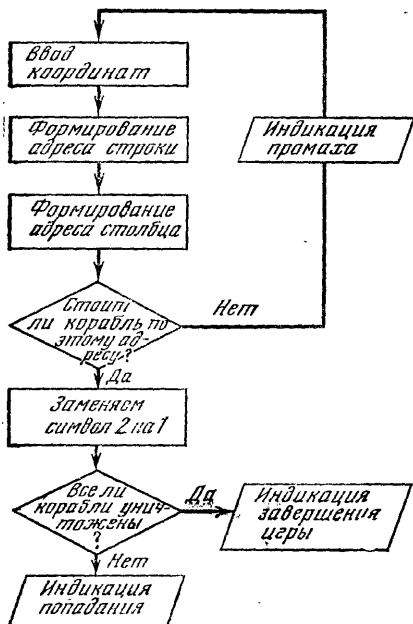 Ввод
координат
Формирование
адреса строки
Индикация
промаха
Формирование
адреса столбца
Стоит
ли корабль по
этому ад-
ресу?
Нет
Да
Заменяем
символ 2 на 1
Все ли
корабли унич-
тожены
?
Да
Индикация
завершения
игры
Нет
Индикация
попадания